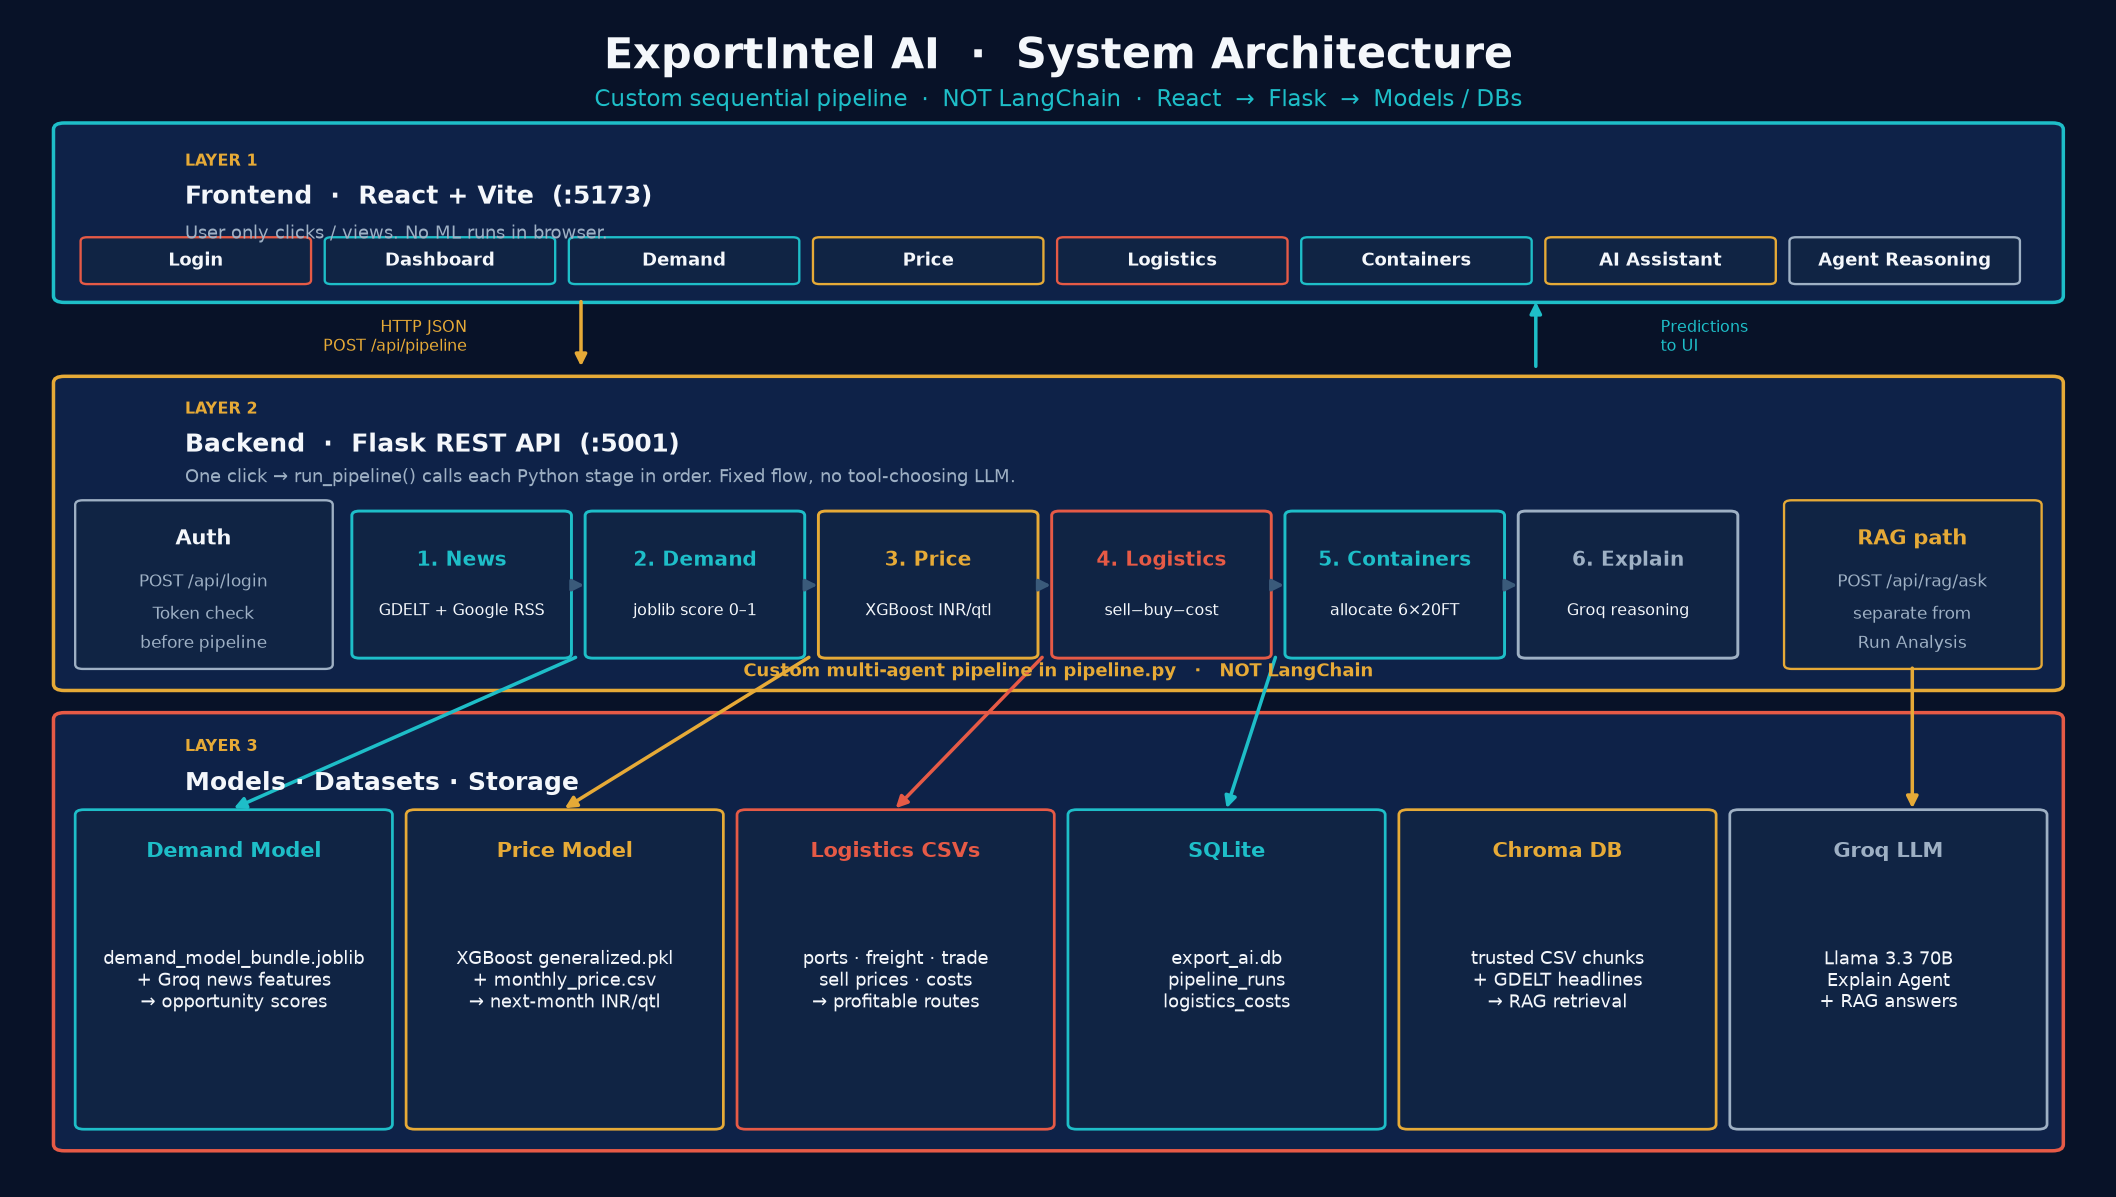 ExportIntel AI · System Architecture
Custom sequential pipeline · NOT LangChain · React → Flask → Models / DBs
LAYER 1
Frontend · React + Vite (:5173)
User only clicks / views. No ML runs in browser.
Login
Dashboard
Demand
Price
Logistics
Containers
AI Assistant
Agent Reasoning
HTTP JSON
POST /api/pipeline
Predictions
to UI
LAYER 2
Backend · Flask REST API (:5001)
One click → run_pipeline() calls each Python stage in order. Fixed flow, no tool-choosing LLM.
Auth
POST /api/login
Token check
before pipeline
1. News
GDELT + Google RSS
2. Demand
joblib score 0–1
3. Price
XGBoost INR/qtl
4. Logistics
sell−buy−cost
5. Containers
allocate 6×20FT
6. Explain
Groq reasoning
RAG path
POST /api/rag/ask
separate from
Run Analysis
Custom multi-agent pipeline in pipeline.py · NOT LangChain
LAYER 3
Models · Datasets · Storage
Demand Model
demand_model_bundle.joblib
+ Groq news features
→ opportunity scores
Price Model
XGBoost generalized.pkl
+ monthly_price.csv
→ next-month INR/qtl
Logistics CSVs
ports · freight · trade
sell prices · costs
→ profitable routes
SQLite
export_ai.db
pipeline_runs
logistics_costs
Chroma DB
trusted CSV chunks
+ GDELT headlines
→ RAG retrieval
Groq LLM
Llama 3.3 70B
Explain Agent
+ RAG answers